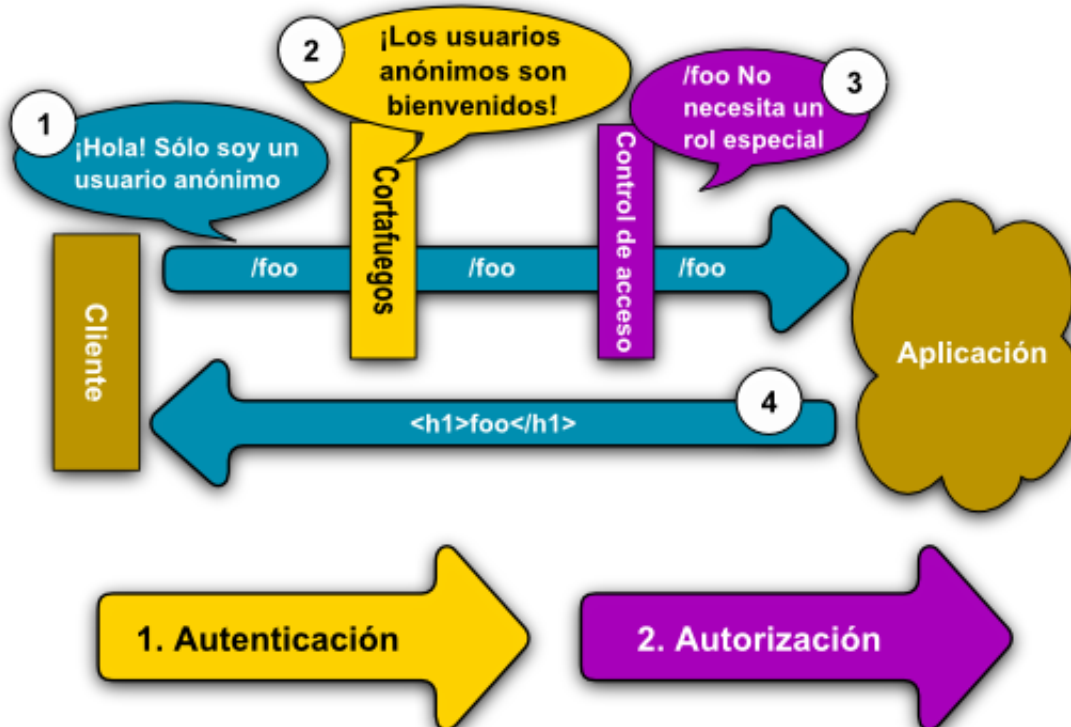 1
¡Hola! Sólo soy un
usuario anónimo
2
¡Los usuarios
anónimos son
bienvenidos!
3
/foo No
necesita un
rol especial
Cliente
/foo
Cortafuegos
/foo
Control de acceso
/foo
Aplicación
4
<h1>foo</h1>
1. Autenticación
2. Autorización